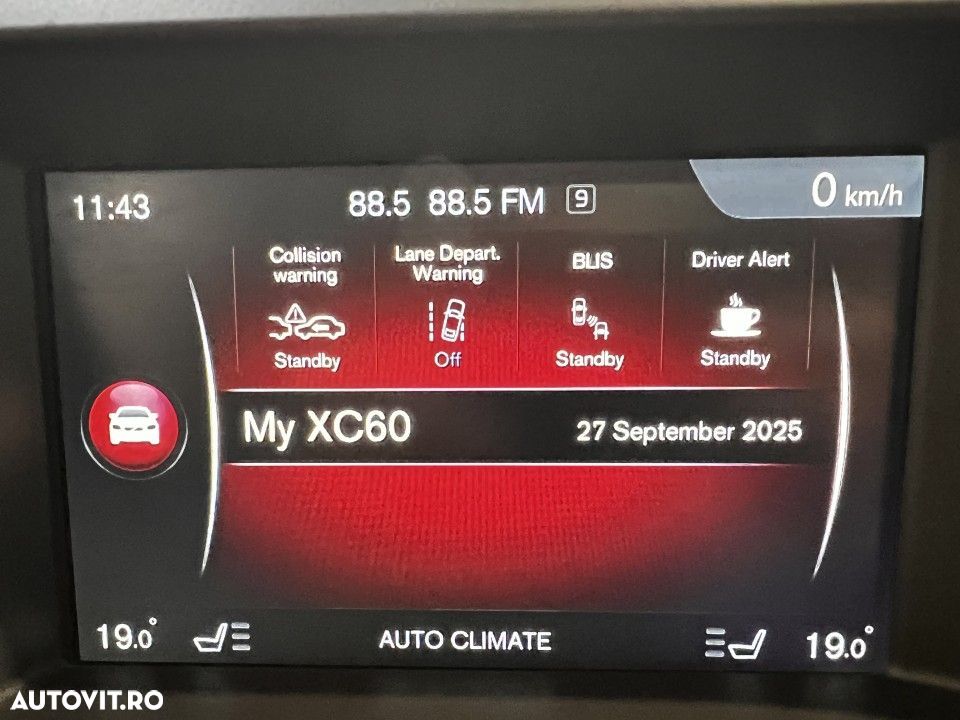 11:43 88.5 88.5 FM 9 0 km/h
Collision
warning
Standby
Lane Depart.
Warning
Off
BLIS
Standby
Driver Alert
Standby
My XC60 27 September 2025
19.0° AUTO CLIMATE 19.0°
AUTOVIT.RO